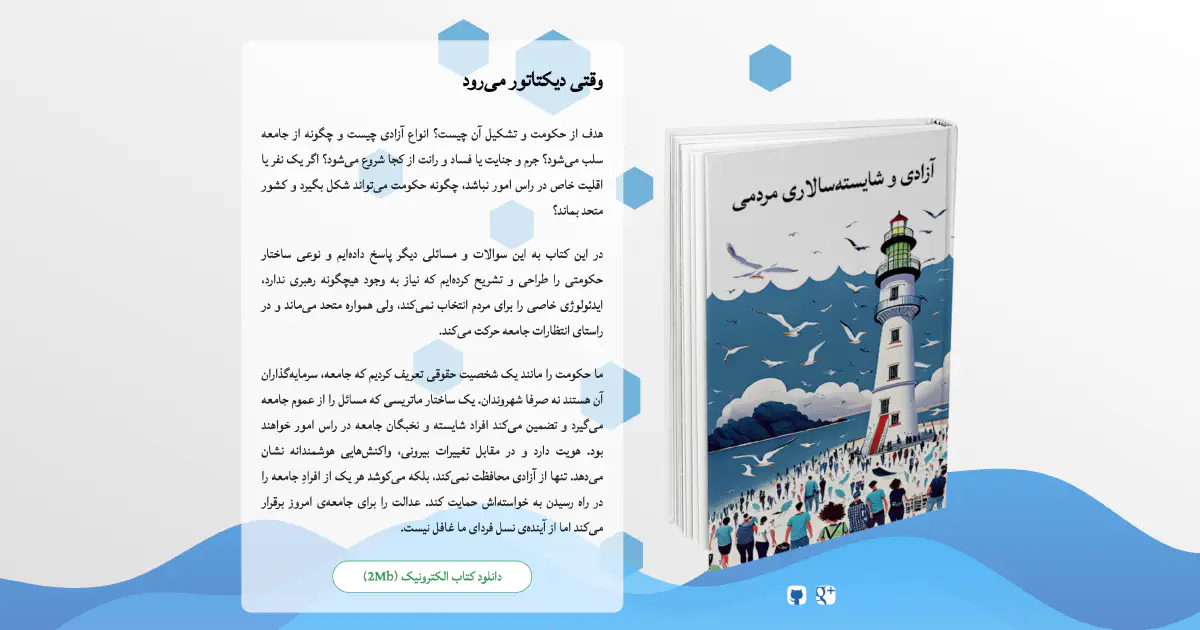 وقتی دیکتاتور می‌رود
هدف از حکومت و تشکیل آن چیست؟ انواع آزادی چیست و چگونه از جامعه
سلب می‌شود؟ جرم و جنایت یا فساد و رانت از کجا شروع می‌شود؟ اگر یک نفر یا
اقلیت خاص در راس امور نباشد، چگونه حکومت می‌تواند شکل بگیرد و کشور
متحد بماند؟
در این کتاب به این سوالات و مسائلی دیگر پاسخ داده‌ایم و نوعی ساختار
حکومتی را طراحی و تشریح کرده‌ایم که نیاز به وجود هیچگونه رهبری ندارد،
ایدئولوژی خاصی را برای مردم انتخاب نمی‌کند، ولی همواره متحد می‌ماند و در
راستای انتظارات جامعه حرکت می‌کند.
ما حکومت را مانند یک شخصیت حقوقی تعریف کردیم که جامعه، سرمایه‌گذاران
آن هستند نه صرفا شهروندان. یک ساختار ماتریسی که مسائل را از عموم جامعه
می‌گیرد و تضمین می‌کند افراد شایسته و نخبگان جامعه در راس امور خواهند
بود. هویت دارد و در مقابل تغییرات بیرونی، واکنش‌هایی هوشمندانه نشان
می‌دهد. تنها از آزادی محافظت نمی‌کند، بلکه می‌کوشد هر یک از افرادِ جامعه را
در راه رسیدن به خواسته‌اش حمایت کند. عدالت را برای جامعه‌ی امروز برقرار
می‌کند اما از آینده‌ی نسل فردای ما غافل نیست.
دانلود کتاب الکترونیک (2Mb)
آزادی و شایسته‌سالاری مردمی
g+